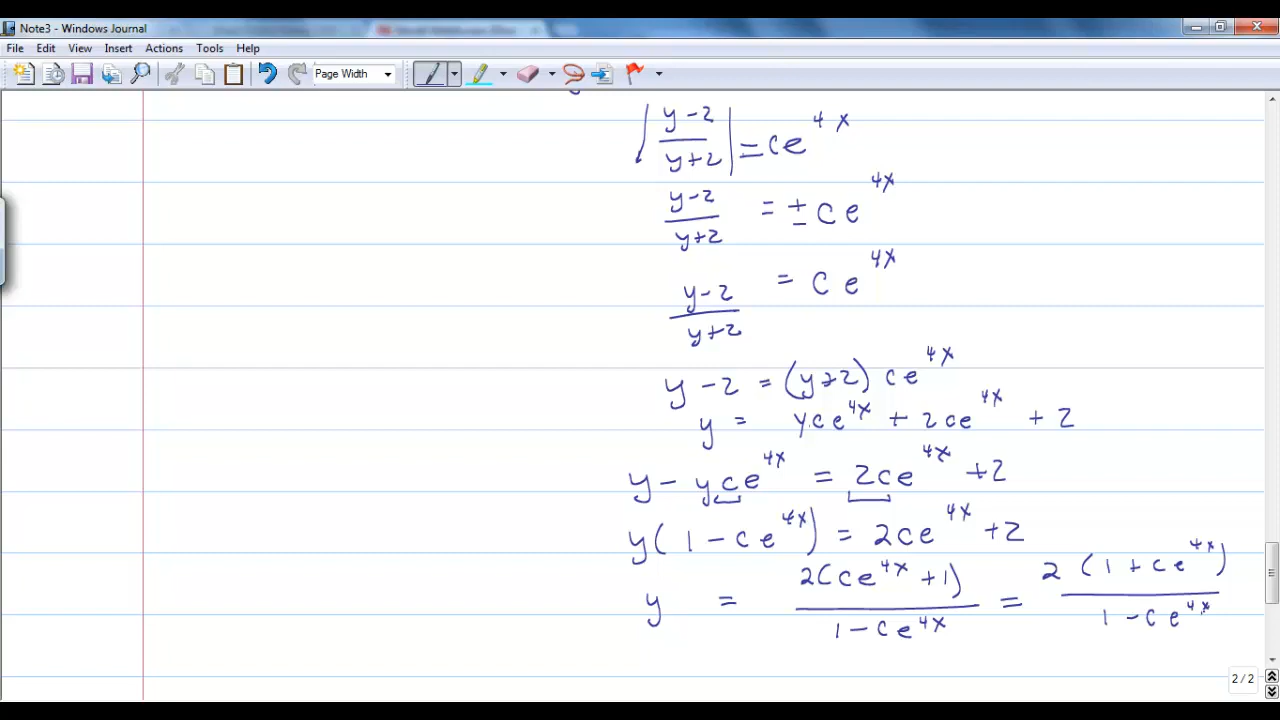 Note3 - Windows Journal
File Edit View Insert Actions Tools Help
Page Width
|y-2/y+2| = ce^4x
y-2/y+2 = ± ce^4x
y-2/y+2 = ce^4x
y - 2 = (y+2) ce^4x
y = yce^4x + 2ce^4x + 2
y - yce^4x = 2ce^4x + 2
y(1 - ce^4x) = 2ce^4x + 2
y = 2(ce^4x + 1)/1 - ce^4x = 2(1 + ce^4x)/1 - ce^4x
2 / 2